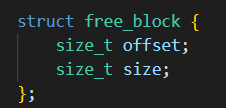 struct free_block {
    size_t offset;
    size_t size;
};